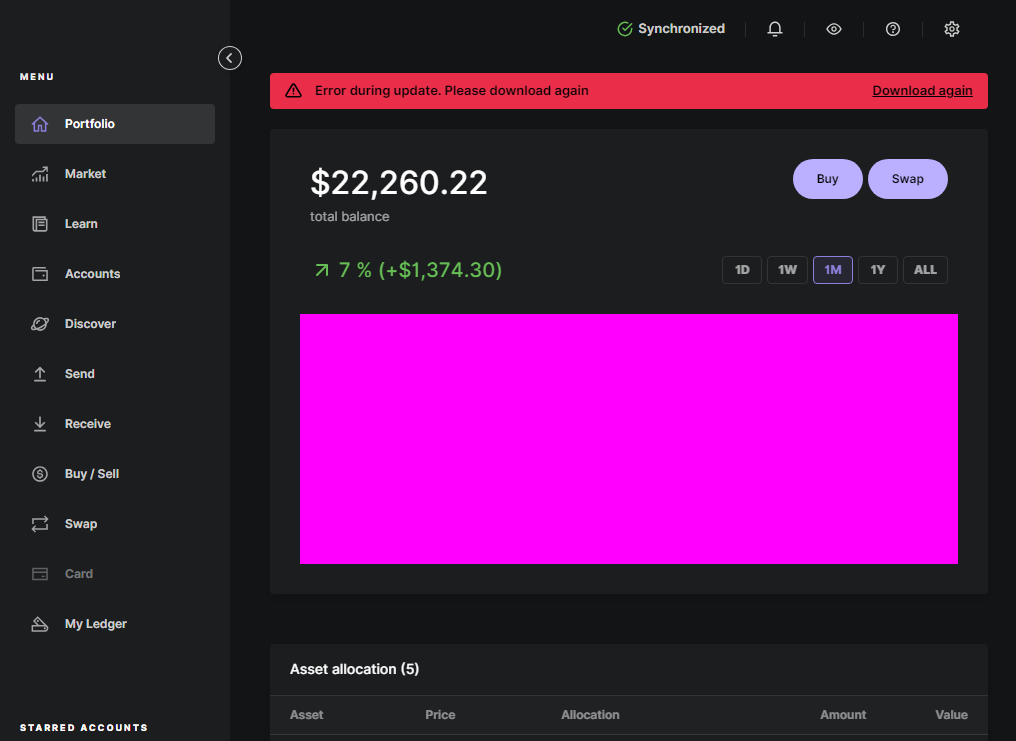 Synchronized
MENU
Error during update. Please download again
Download again
Portfolio
Market
Learn
Accounts
Discover
Send
Receive
Buy / Sell
Swap
Card
My Ledger
STARRED ACCOUNTS
$22,260.22
total balance
Buy
Swap
7 % (+$1,374.30)
1D
1W
1M
1Y
ALL
Asset allocation (5)
Asset
Price
Allocation
Amount
Value